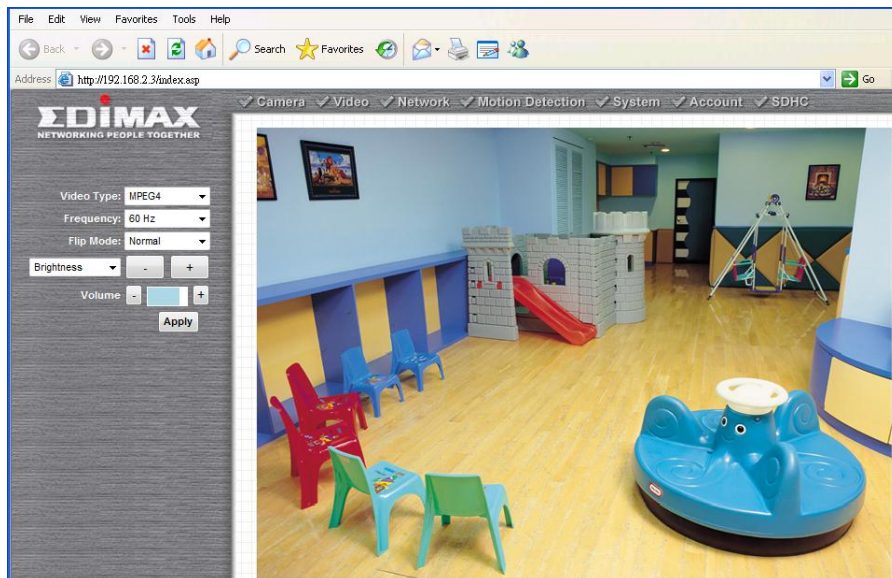 File Edit View Favorites Tools Help
Back Search Favorites
Address http://192.168.2.3/index.asp Go
EDIMAX
NETWORKING PEOPLE TOGETHER
Camera Video Network Motion Detection System Account SDHC
Video Type: MPEG4
Frequency: 60 Hz
Flip Mode: Normal
Brightness - +
Volume - +
Apply